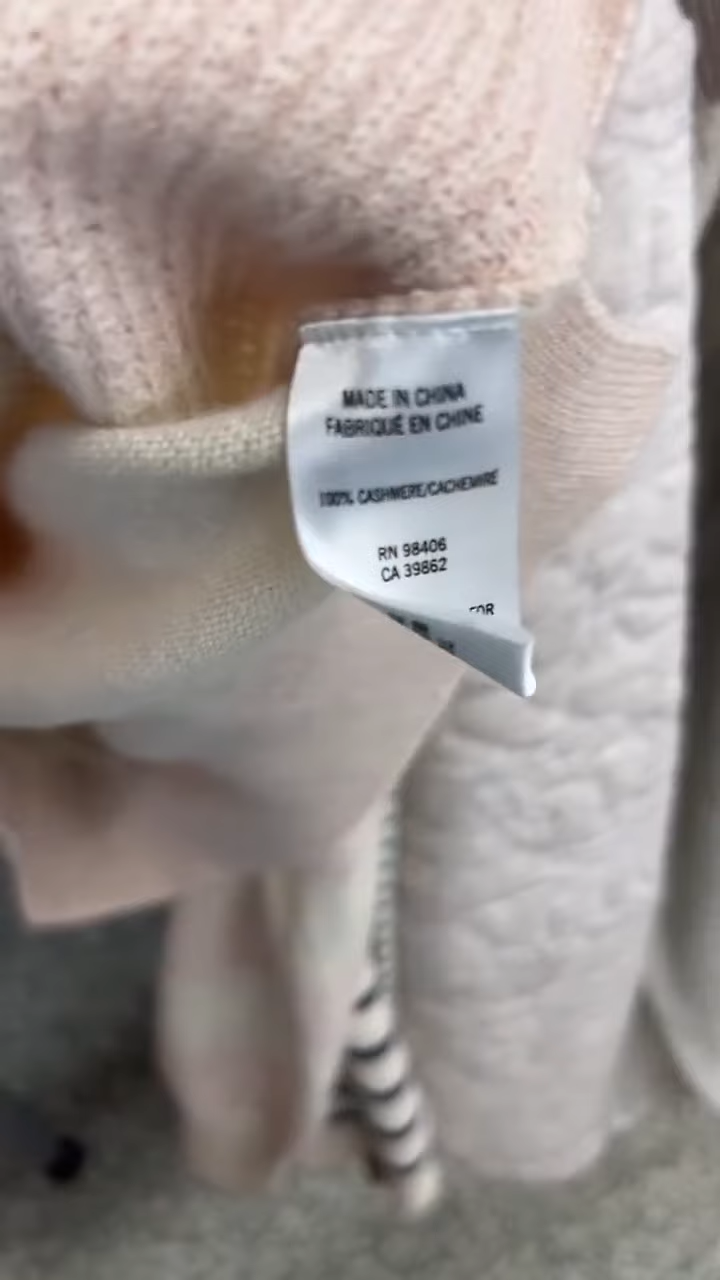 MADE IN CHINA
FABRIQUÉ EN CHINE
100% CASHMERE/CACHEMIRE
RN 98406
CA 39862